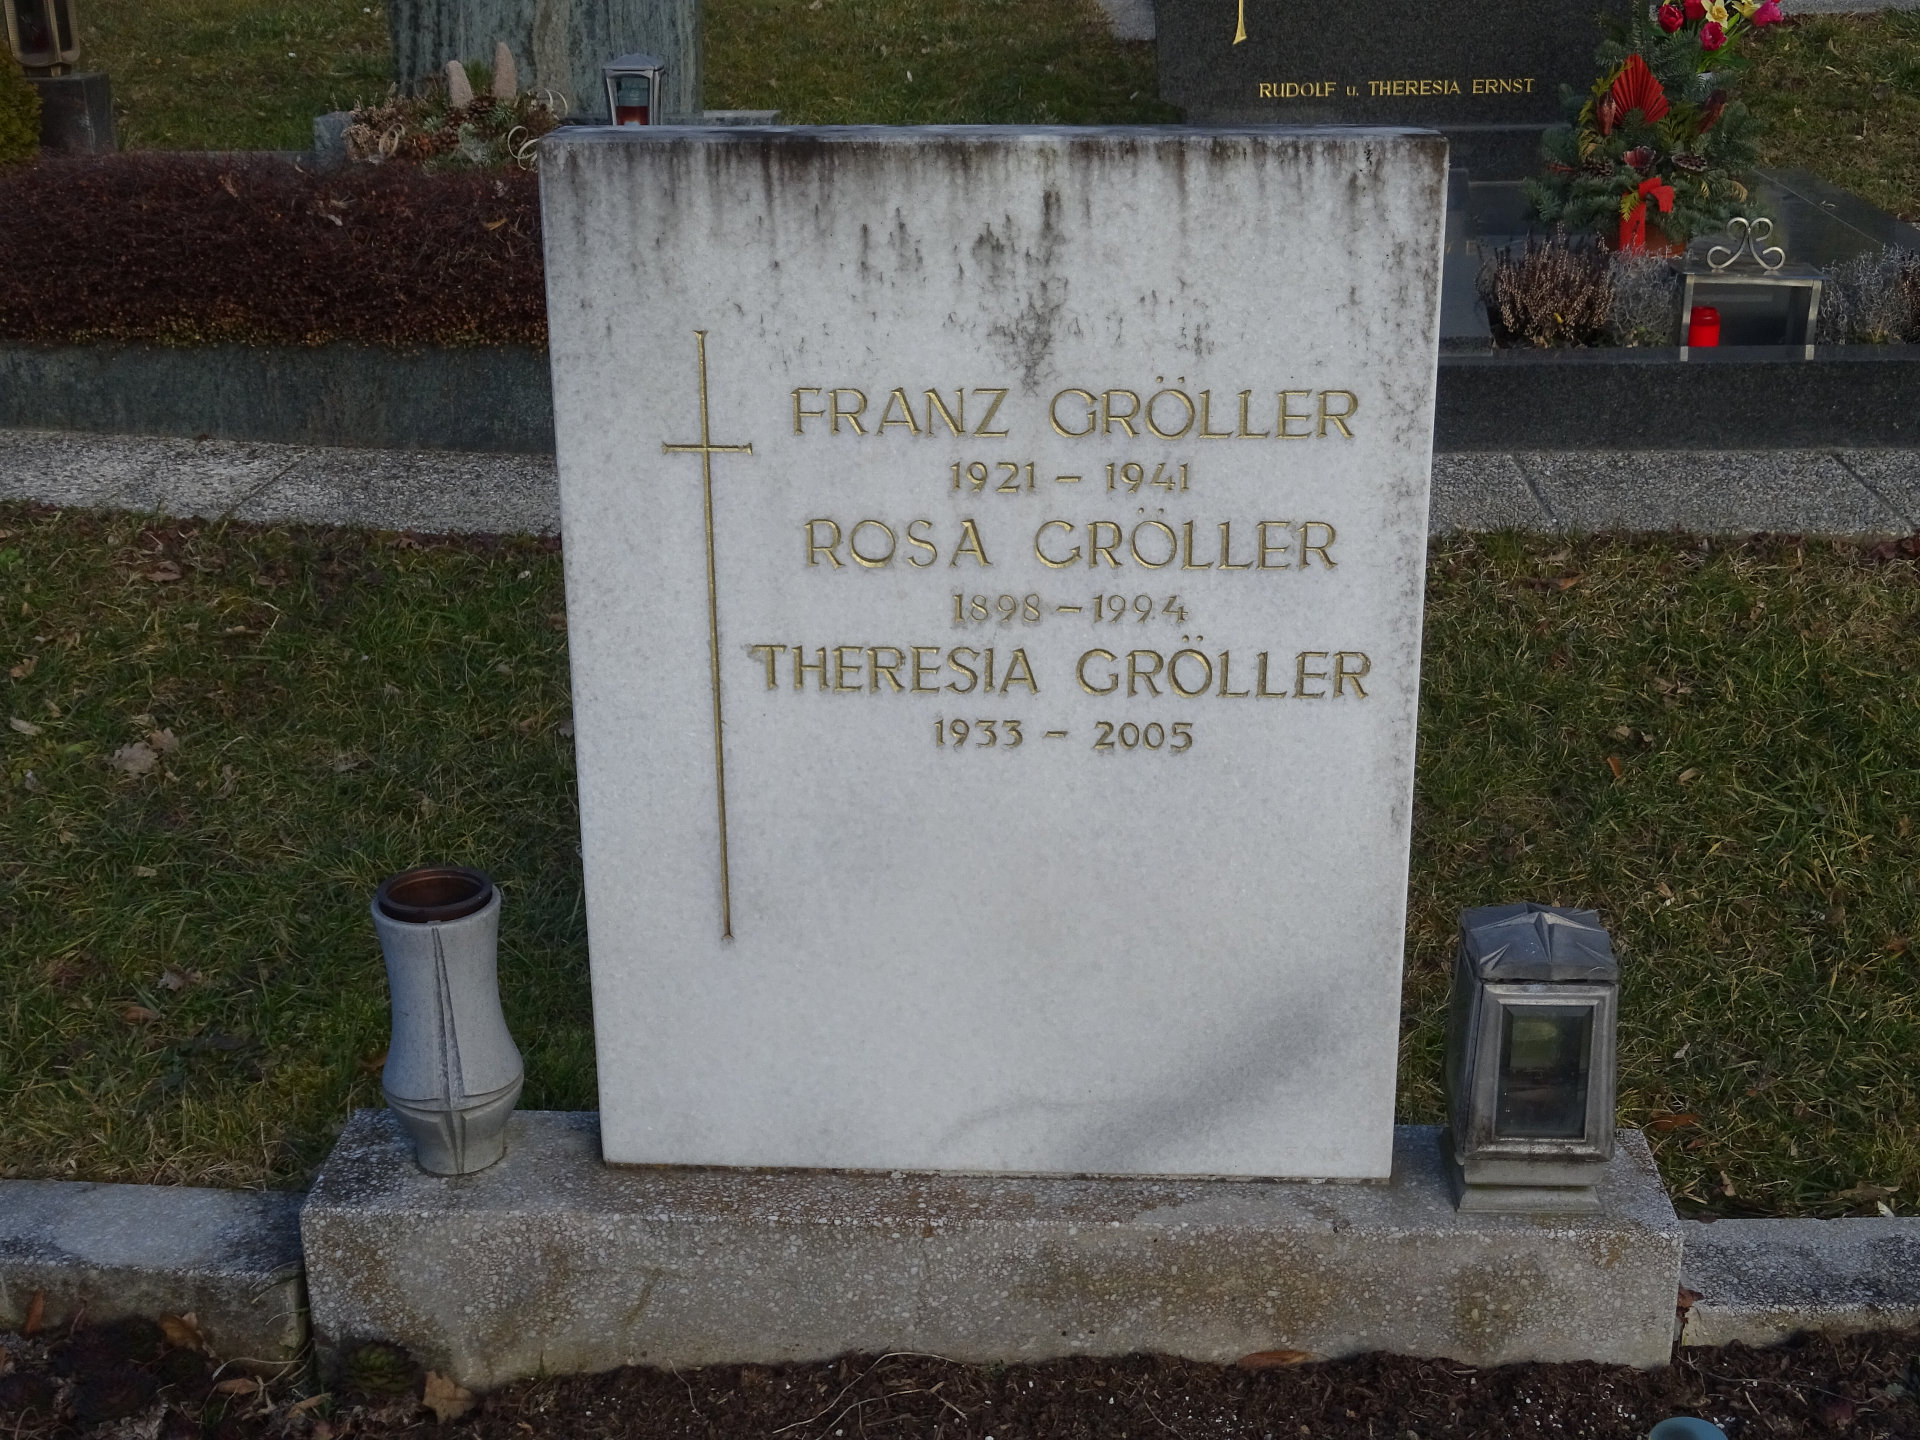 RUDOLF u. THERESIA ERNST
FRANZ GRÖLLER
1921 – 1941
ROSA GRÖLLER
1898 – 1994
THERESIA GRÖLLER
1933 – 2005